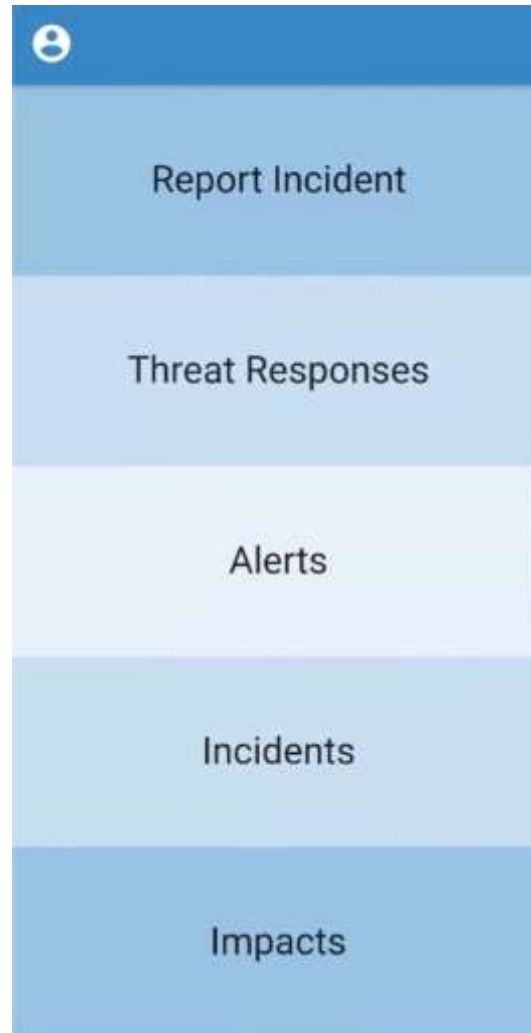 Report Incident
Threat Responses
Alerts
Incidents
Impacts